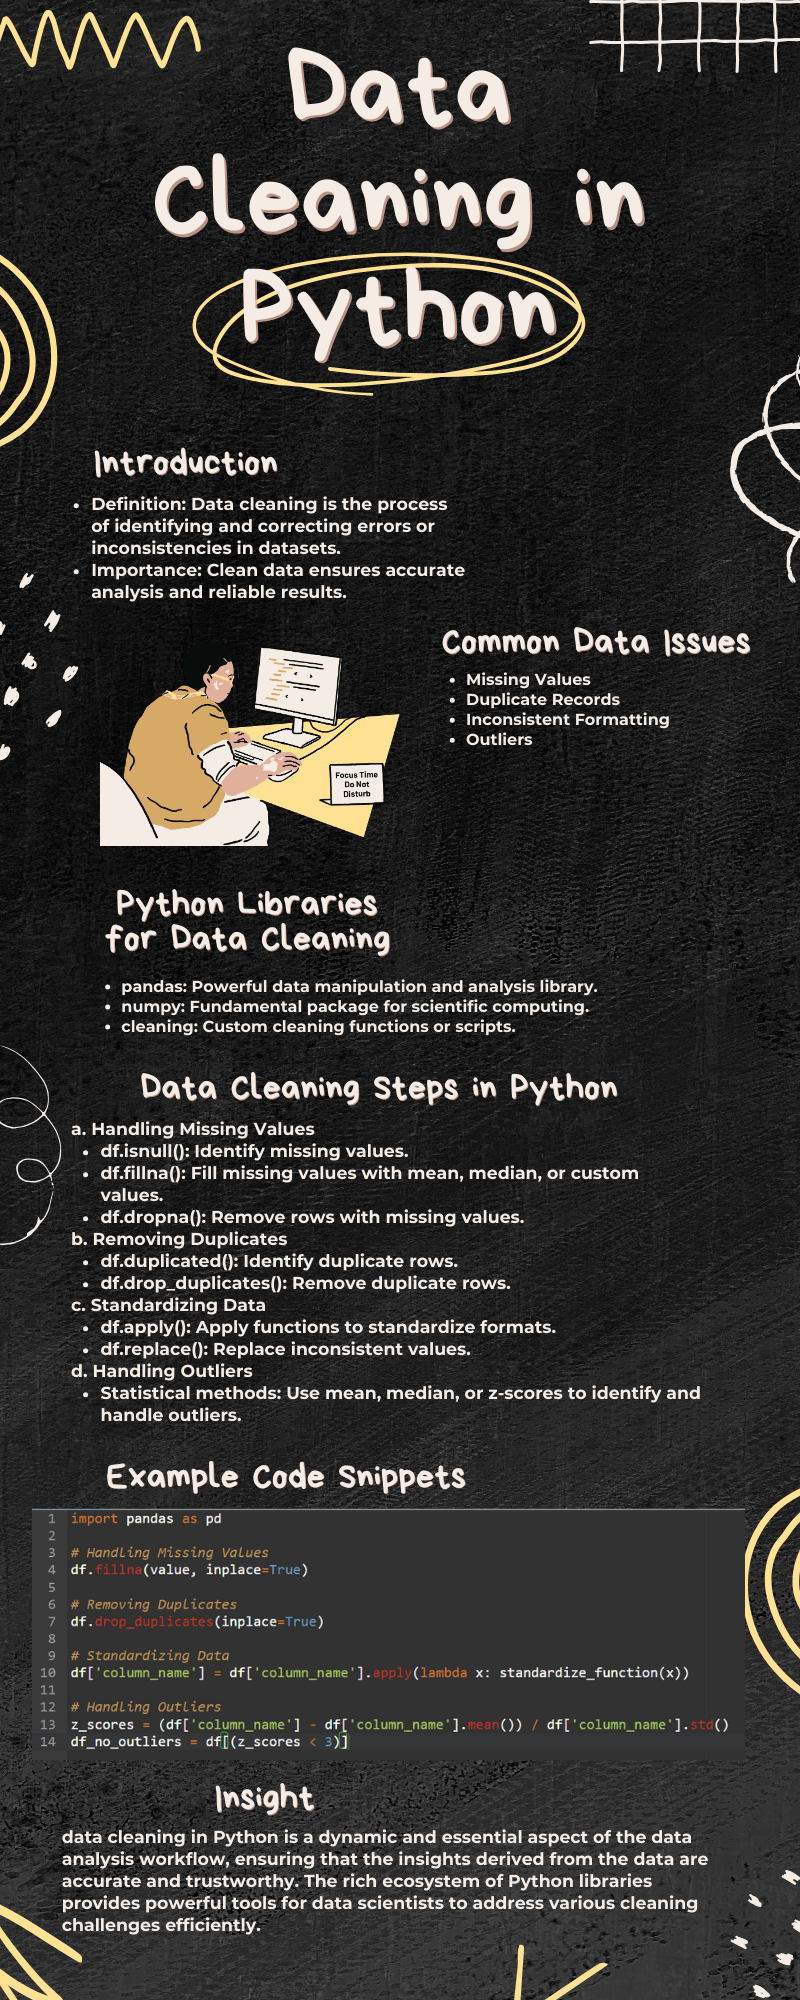 Data
Cleaning in
Python
Introduction
• Definition: Data cleaning is the process
of identifying and correcting errors or
inconsistencies in datasets.
• Importance: Clean data ensures accurate
analysis and reliable results.
Common Data Issues
• Missing Values
• Duplicate Records
• Inconsistent Formatting
• Outliers
Focus Time
Do Not
Disturb
Python Libraries
for Data Cleaning
• pandas: Powerful data manipulation and analysis library.
• numpy: Fundamental package for scientific computing.
• cleaning: Custom cleaning functions or scripts.
Data Cleaning Steps in Python
a. Handling Missing Values
• df.isnull(): Identify missing values.
• df.fillna(): Fill missing values with mean, median, or custom
values.
• df.dropna(): Remove rows with missing values.
b. Removing Duplicates
• df.duplicated(): Identify duplicate rows.
• df.drop_duplicates(): Remove duplicate rows.
c. Standardizing Data
• df.apply(): Apply functions to standardize formats.
• df.replace(): Replace inconsistent values.
d. Handling Outliers
• Statistical methods: Use mean, median, or z-scores to identify and
handle outliers.
Example Code Snippets
1 import pandas as pd
2
3 # Handling Missing Values
4 df.fillna(value, inplace=True)
5
6 # Removing Duplicates
7 df.drop_duplicates(inplace=True)
8
9 # Standardizing Data
10 df['column_name'] = df['column_name'].apply(lambda x: standardize_function(x))
11
12 # Handling Outliers
13 z_scores = (df['column_name'] - df['column_name'].mean()) / df['column_name'].std()
14 df_no_outliers = df[(z_scores < 3)]
Insight
data cleaning in Python is a dynamic and essential aspect of the data
analysis workflow, ensuring that the insights derived from the data are
accurate and trustworthy. The rich ecosystem of Python libraries
provides powerful tools for data scientists to address various cleaning
challenges efficiently.